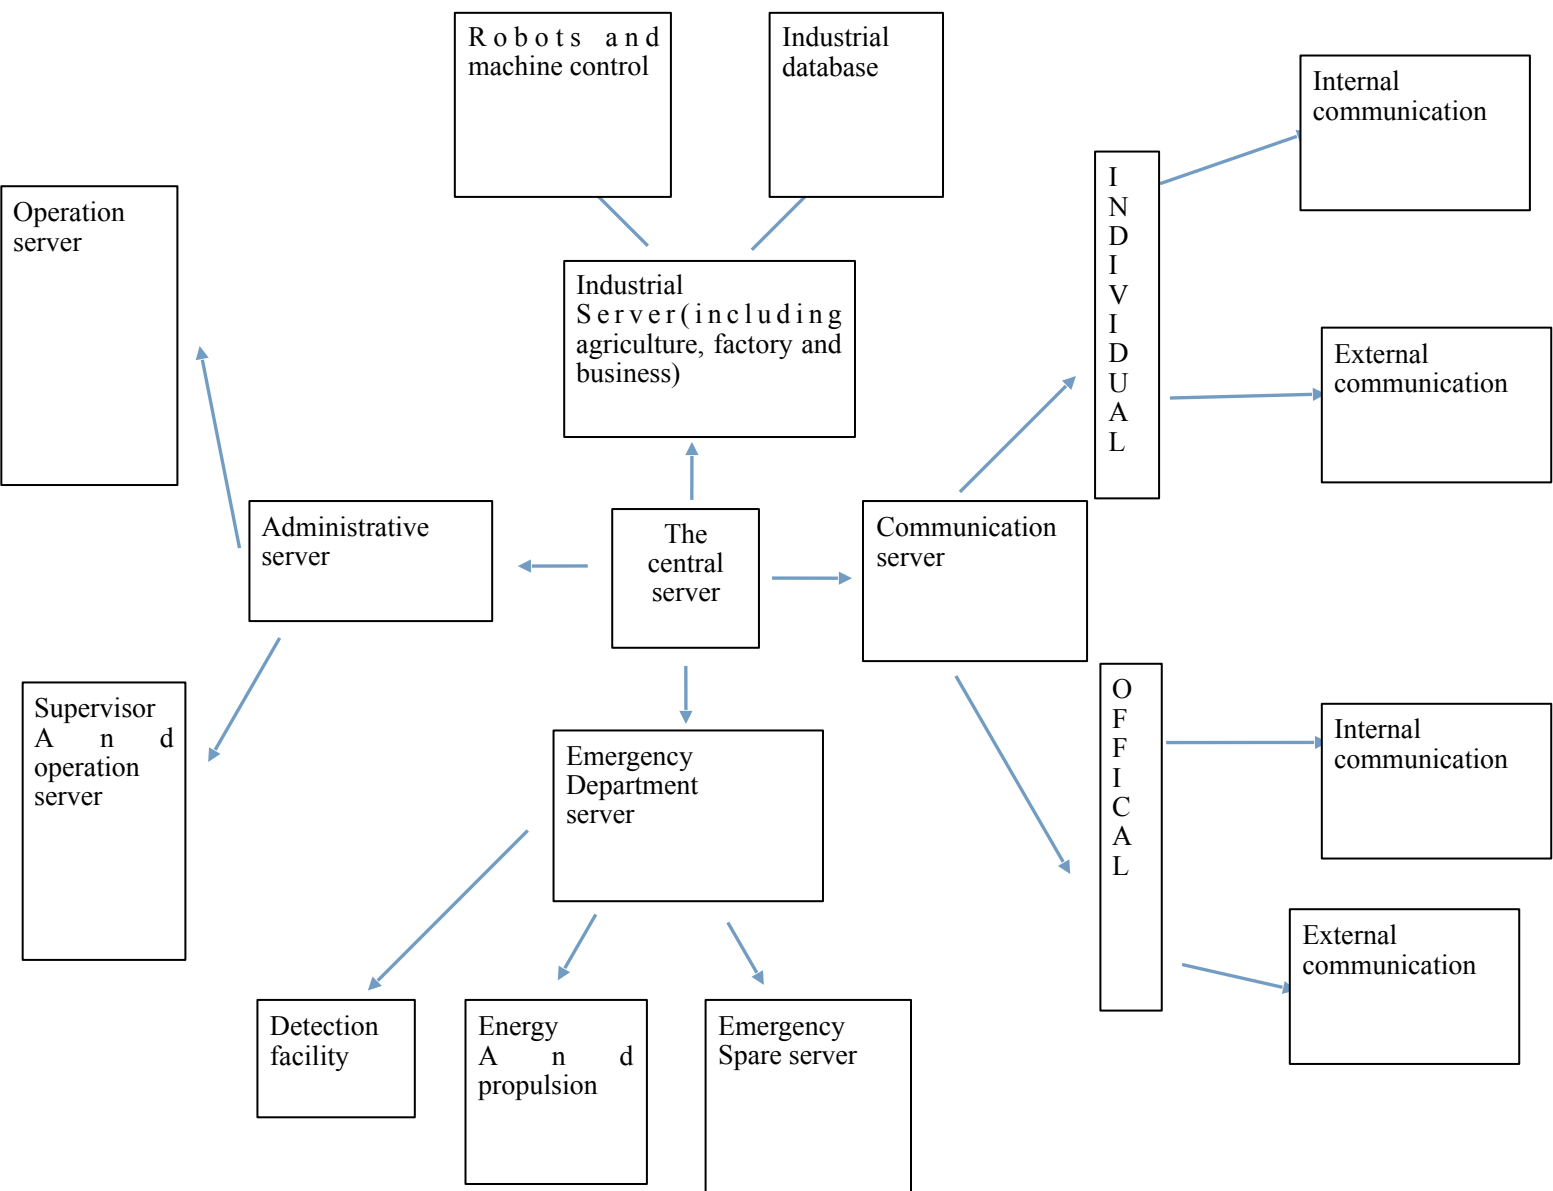 Robots and
machine control
Industrial
database
Internal
communication
I
N
D
I
V
I
D
U
A
L
Operation
server
Industrial
Server(including
agriculture, factory and
business)
External
communication
Administrative
server
The
central
server
Communication
server
Supervisor
And
operation
server
Emergency
Department
server
O
F
F
I
C
A
L
Internal
communication
External
communication
Detection
facility
Energy
And
propulsion
Emergency
Spare server